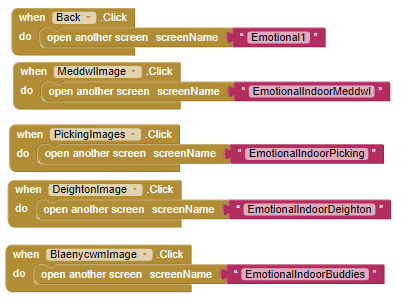 when Back .Click
do open another screen screenName " Emotional1 "
when MeddwlImage .Click
do open another screen screenName " EmotionalIndoorMeddwl "
when PickingImages .Click
do open another screen screenName " EmotionalIndoorPicking "
when DeightonImage .Click
do open another screen screenName " EmotionalIndoorDeighton "
when BlaenycwmImage .Click
do open another screen screenName " EmotionalIndoorBuddies "